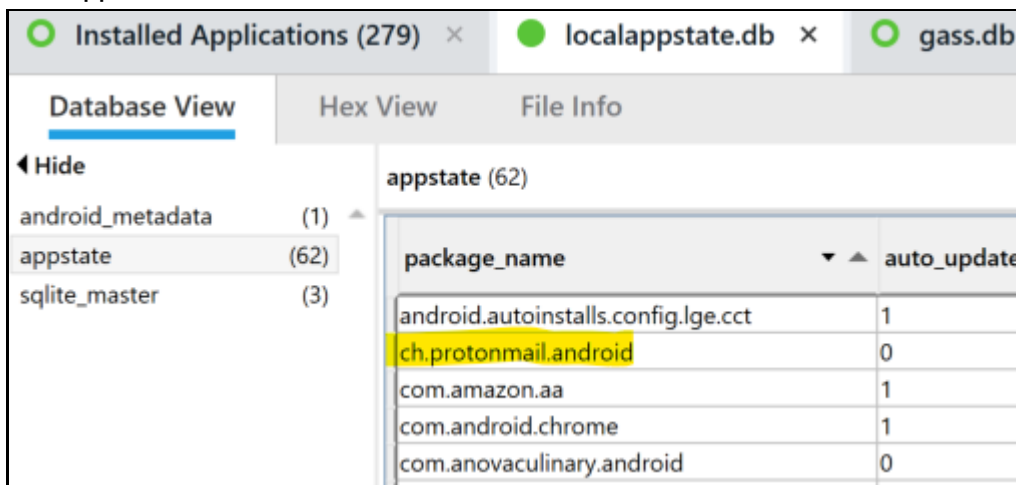 Installed Applications (279) × localappstate.db × gass.db
Database View Hex View File Info
Hide
appstate (62)
android_metadata (1)
appstate (62)
sqlite_master (3)
package_name auto_update
android.autoinstalls.config.lge.cct 1
ch.protonmail.android 0
com.amazon.aa 1
com.android.chrome 1
com.anovaculinary.android 0